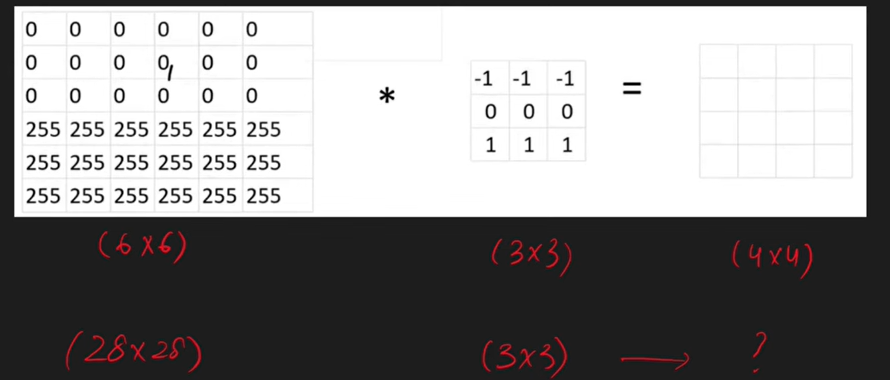 0 0 0 0 0 0
0 0 0 0 0 0
0 0 0 0 0 0
255 255 255 255 255 255
255 255 255 255 255 255
255 255 255 255 255 255
*
-1 -1 -1
0 0 0
1 1 1
=
(6x6) (3x3) (4x4)
(28x28) (3x3) → ?